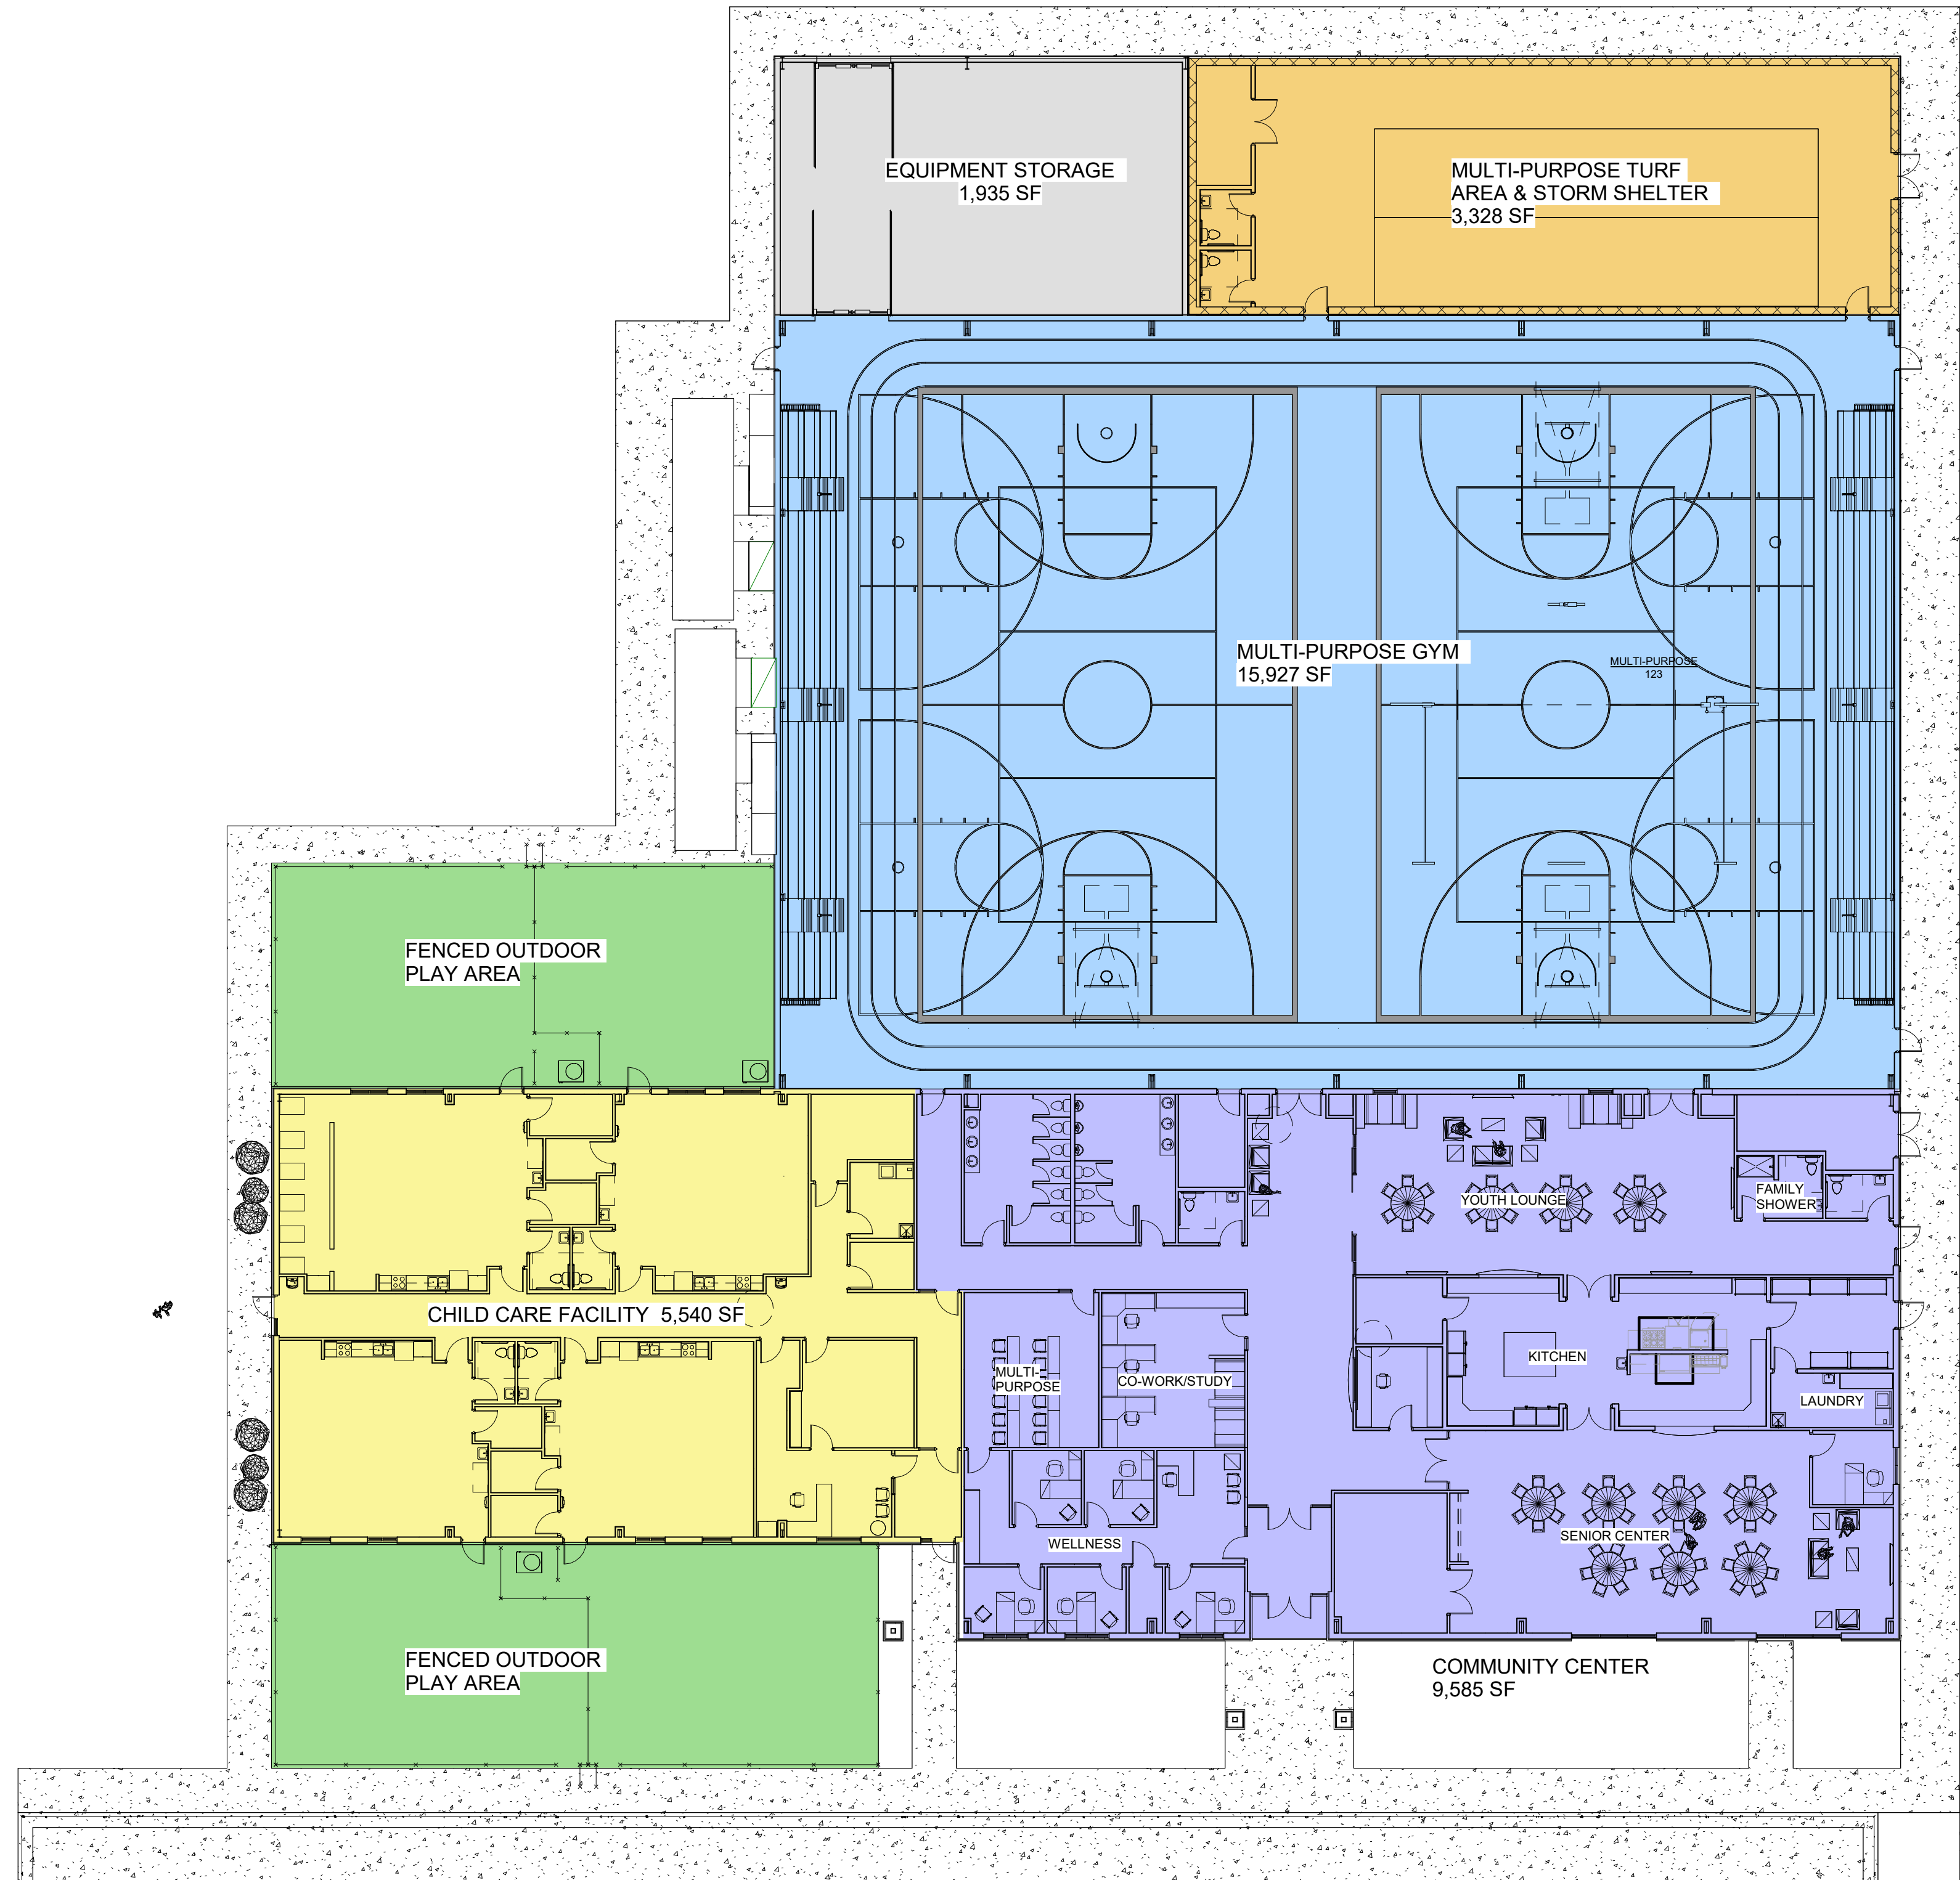 EQUIPMENT STORAGE
1,935 SF
MULTI-PURPOSE TURF
AREA & STORM SHELTER
3,328 SF
MULTI-PURPOSE GYM
15,927 SF
MULTI-PURPOSE
123
FENCED OUTDOOR
PLAY AREA
YOUTH LOUNGE
FAMILY
SHOWER
CHILD CARE FACILITY 5,540 SF
MULTI-
PURPOSE
CO-WORK/STUDY
KITCHEN
LAUNDRY
WELLNESS
SENIOR CENTER
FENCED OUTDOOR
PLAY AREA
COMMUNITY CENTER
9,585 SF